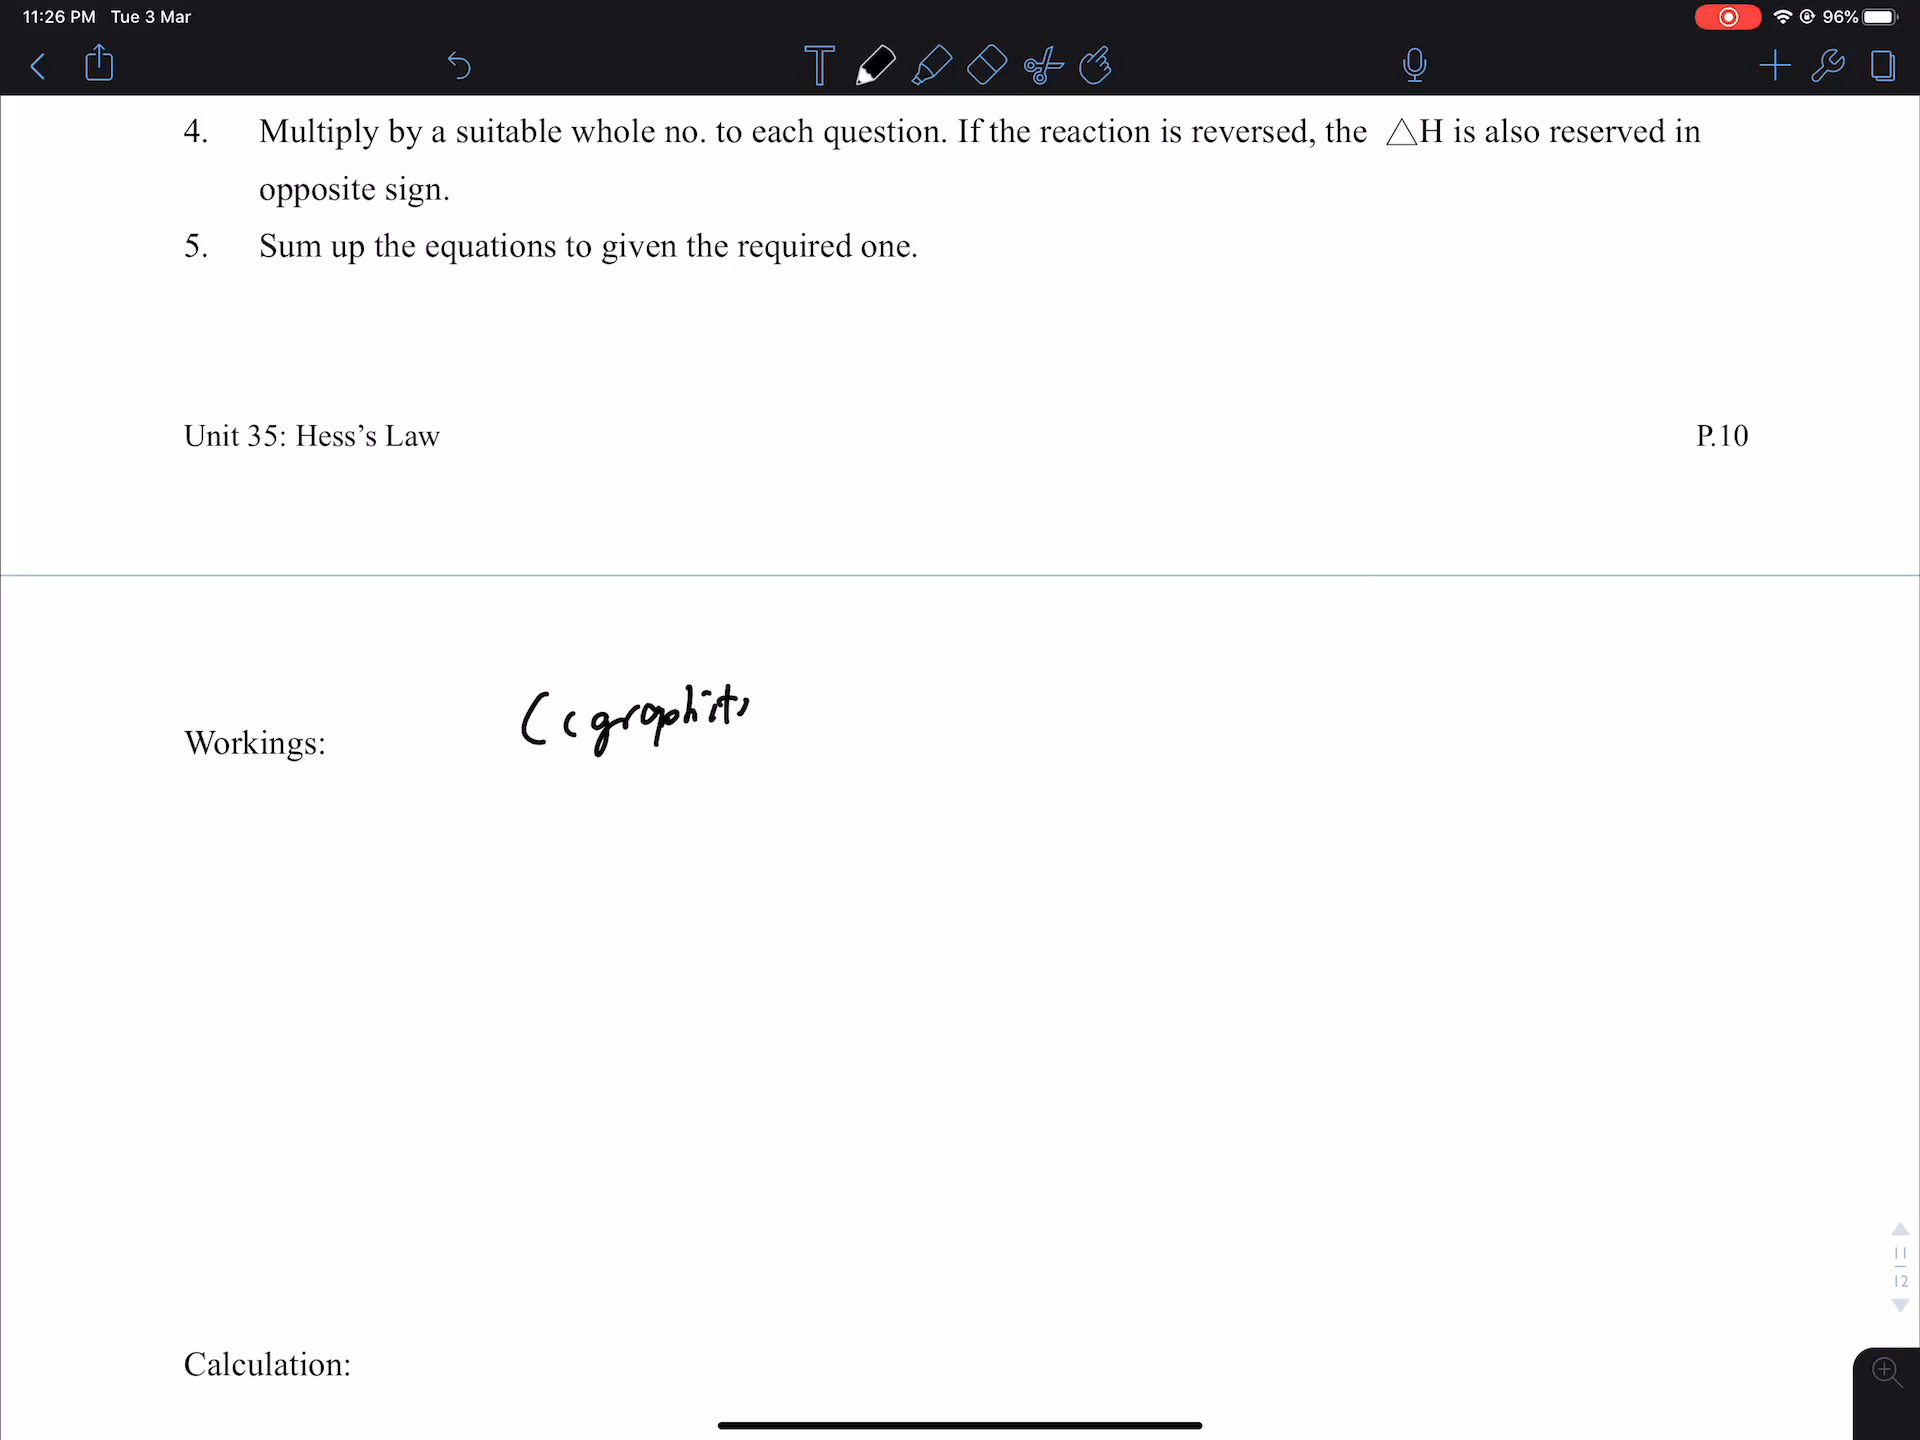 11:26 PM Tue 3 Mar 96%
4. Multiply by a suitable whole no. to each question. If the reaction is reversed, the △H is also reserved in
opposite sign.
5. Sum up the equations to given the required one.
Unit 35: Hess’s Law P.10
C(graphit
Workings:
11
12
Calculation: